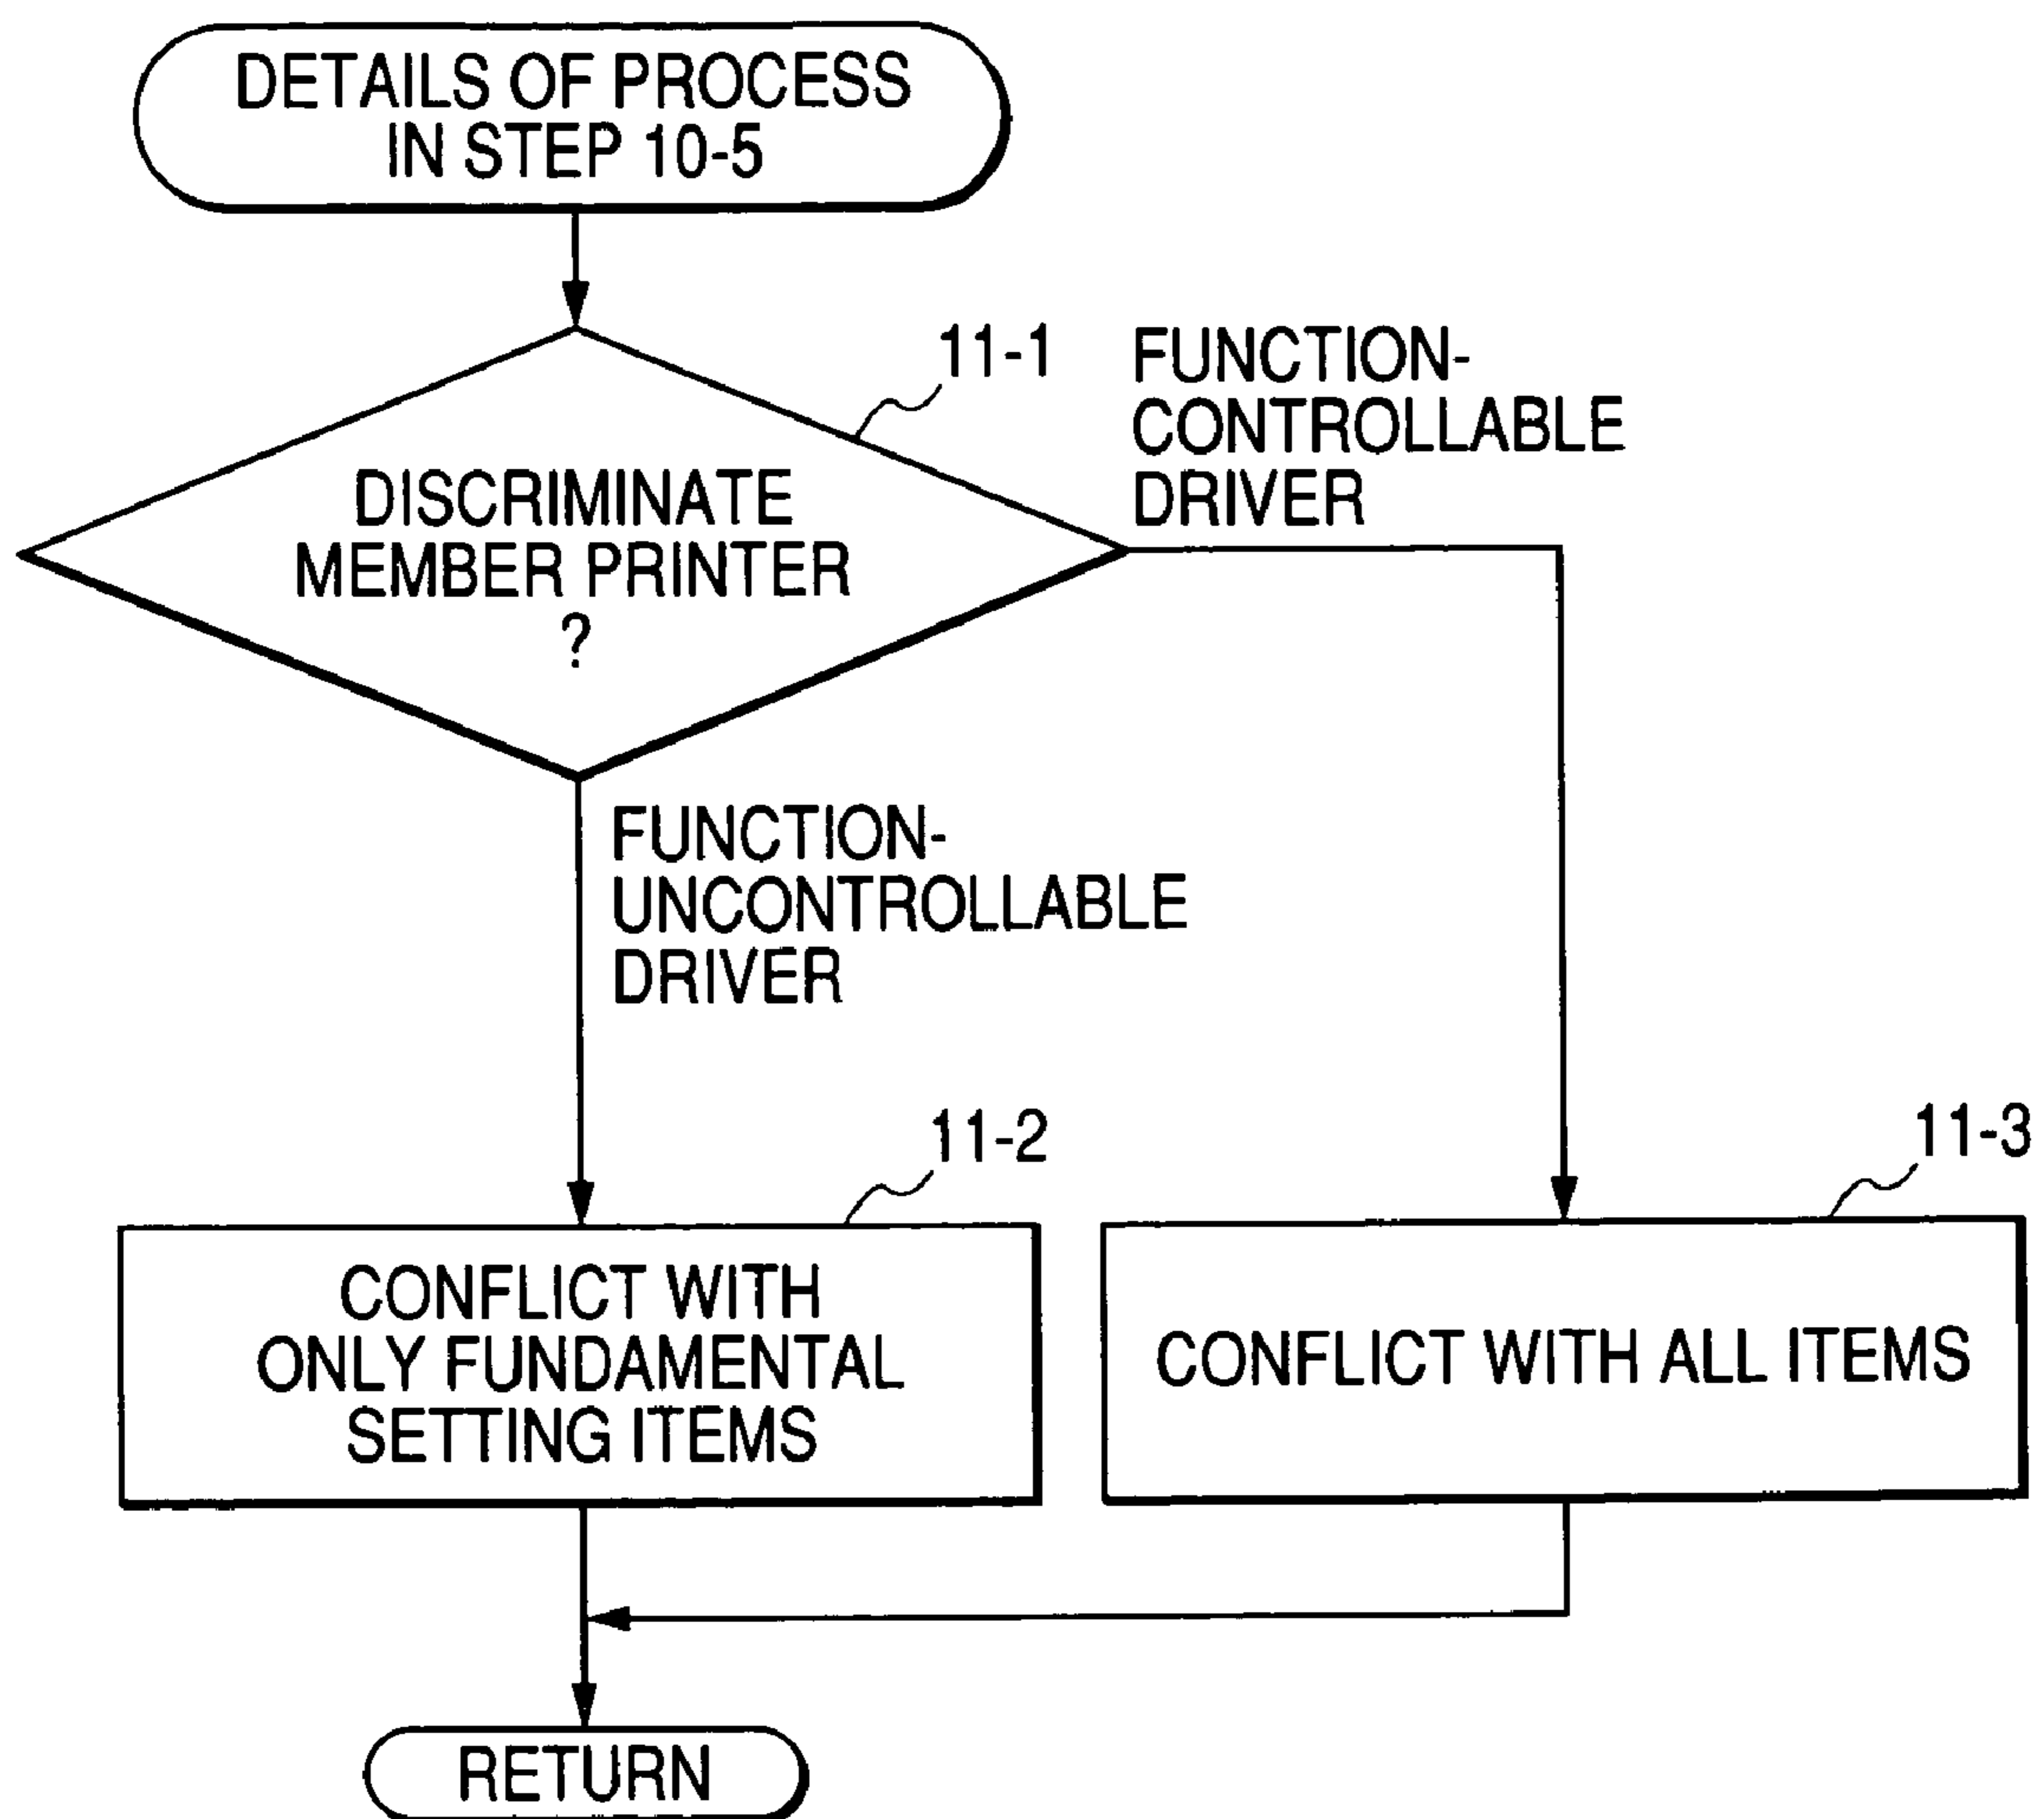 DETAILS OF PROCESS
IN STEP 10-5
11-1
FUNCTION-
CONTROLLABLE
DRIVER
DISCRIMINATE
MEMBER PRINTER
?
FUNCTION-
UNCONTROLLABLE
DRIVER
11-2
11-3
CONFLICT WITH
ONLY FUNDAMENTAL
SETTING ITEMS
CONFLICT WITH ALL ITEMS
RETURN